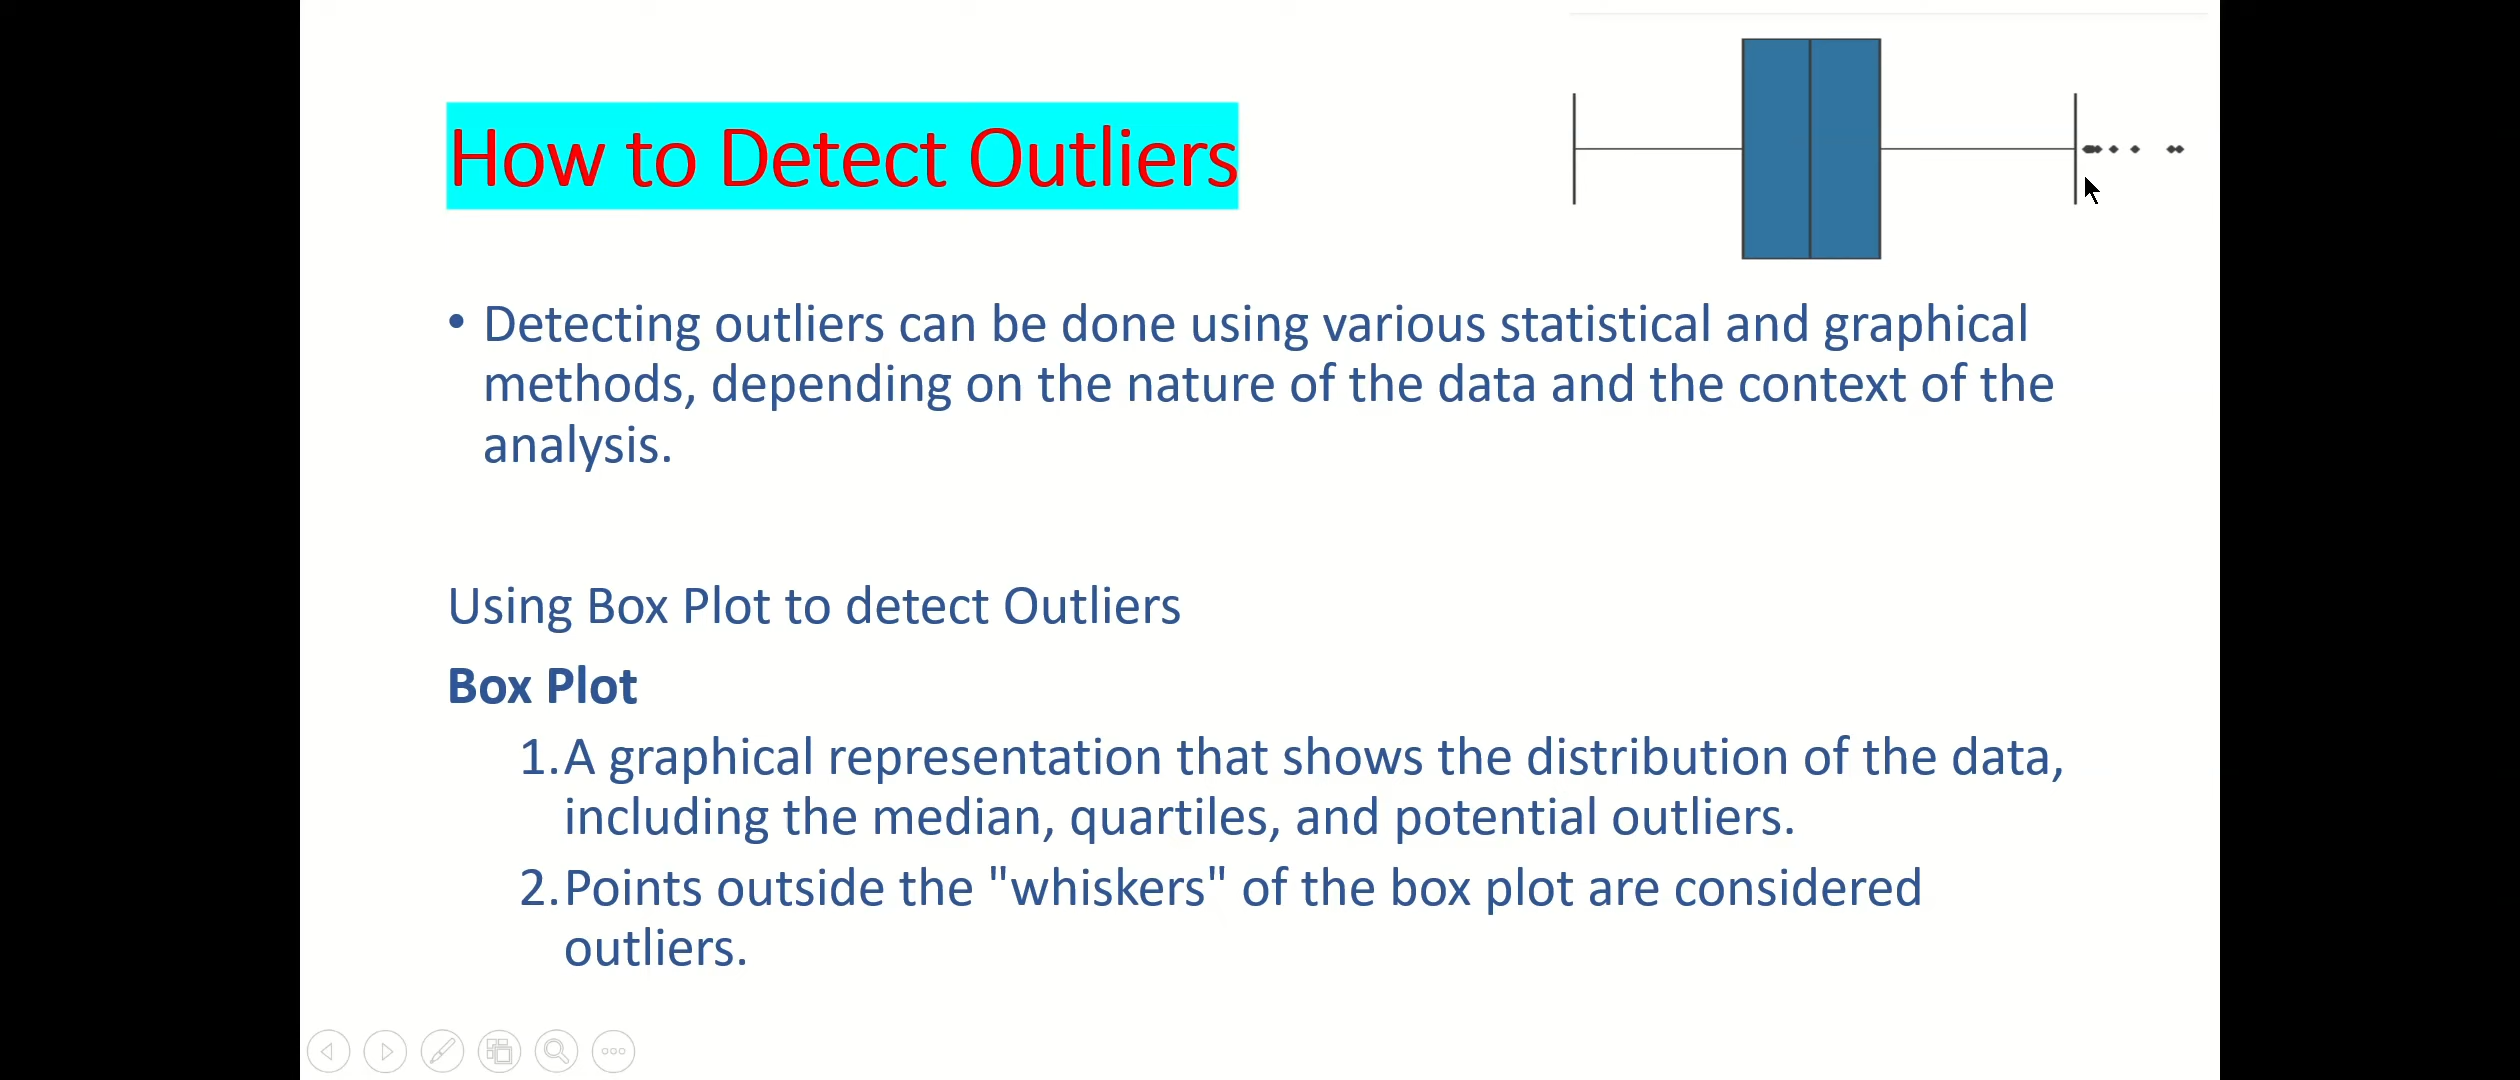 How to Detect Outliers
• Detecting outliers can be done using various statistical and graphical
methods, depending on the nature of the data and the context of the
analysis.
Using Box Plot to detect Outliers
Box Plot
1. A graphical representation that shows the distribution of the data,
including the median, quartiles, and potential outliers.
2. Points outside the "whiskers" of the box plot are considered
outliers.